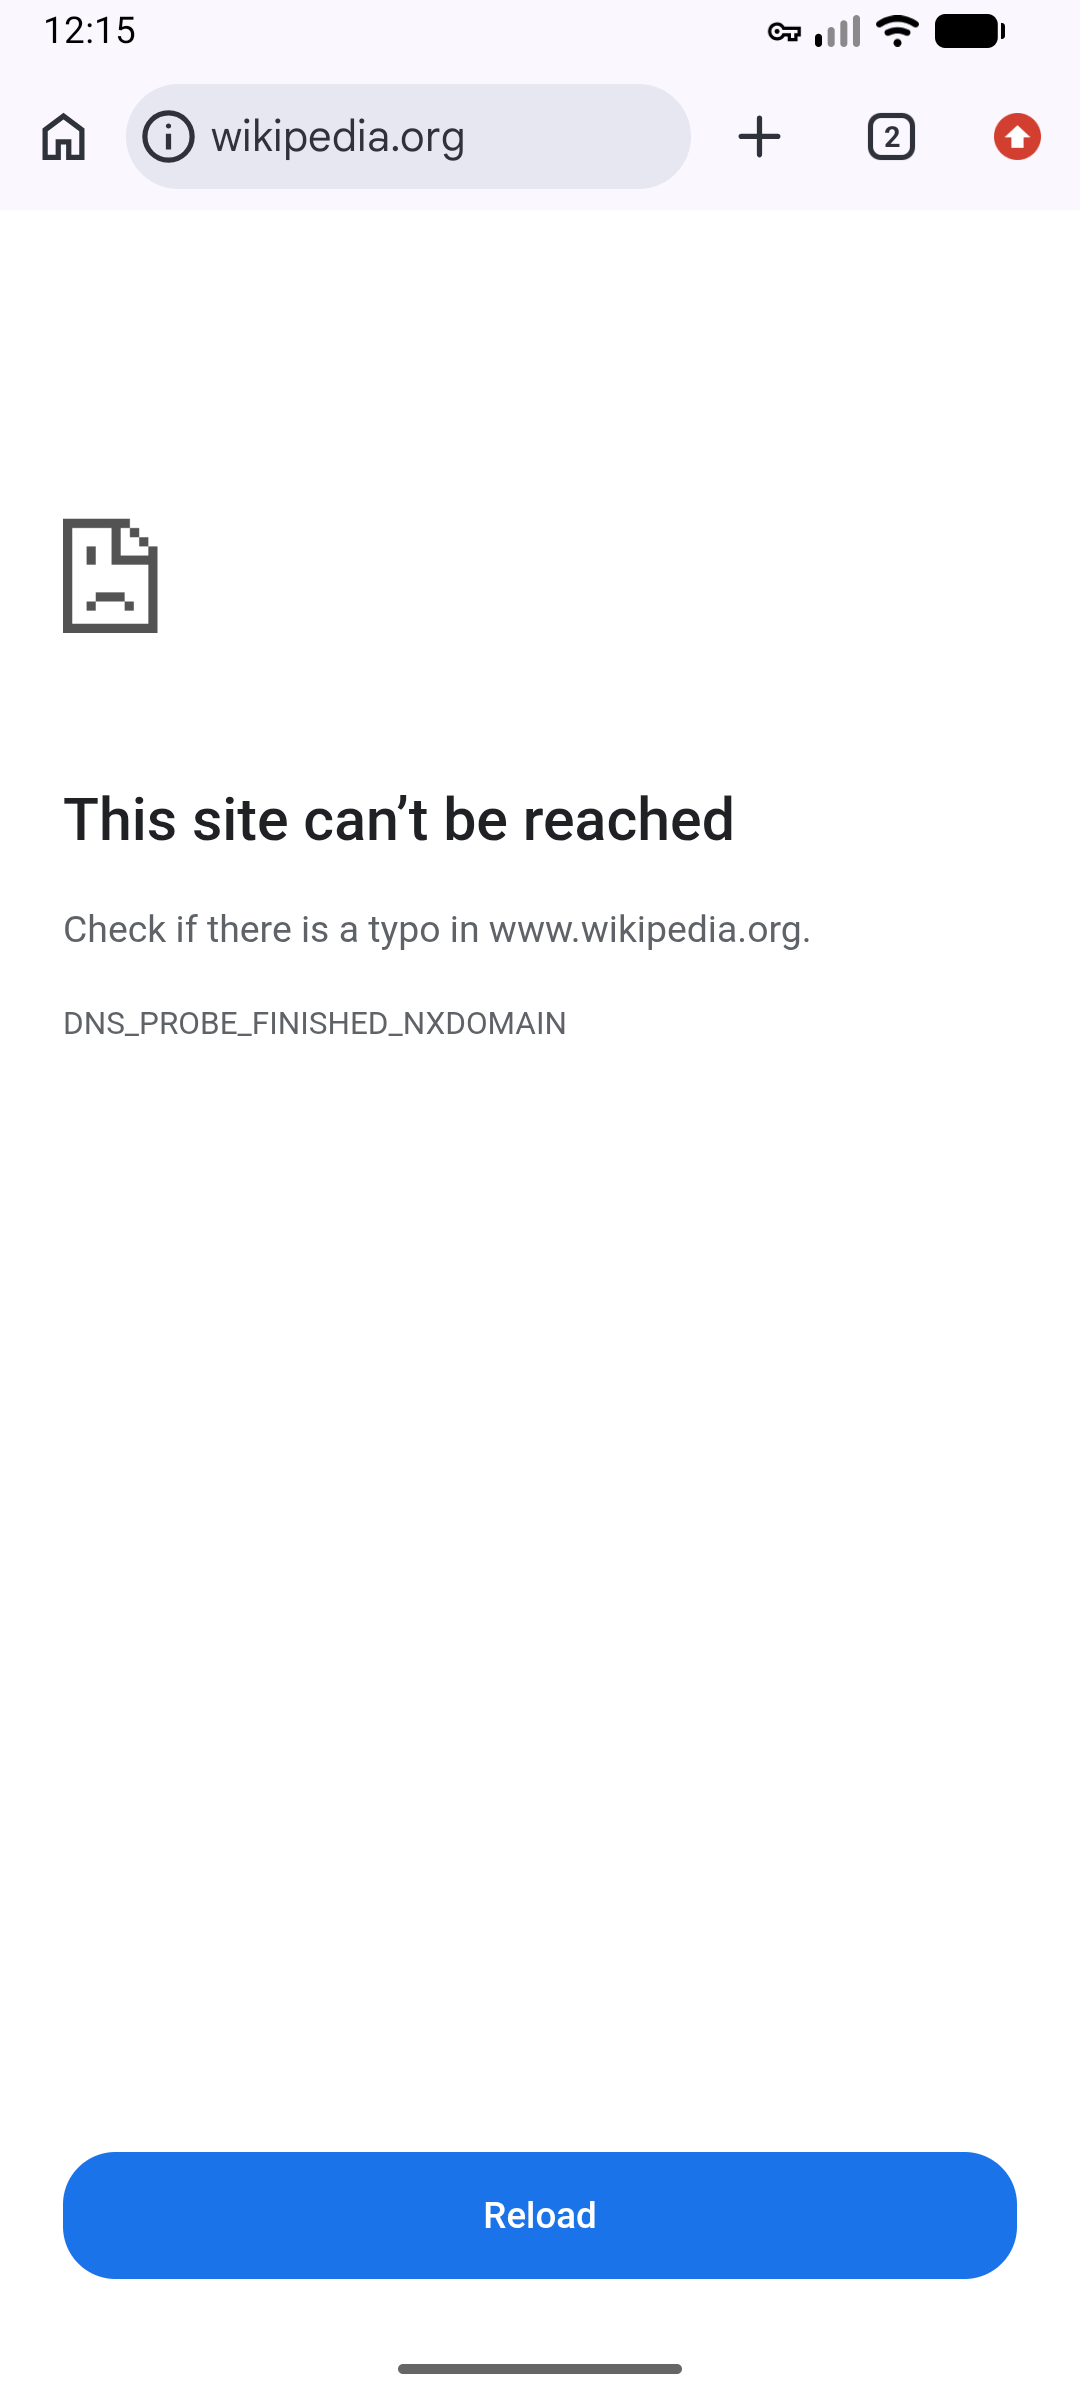 12:15
wikipedia.org
2
This site can’t be reached
Check if there is a typo in www.wikipedia.org.
DNS_PROBE_FINISHED_NXDOMAIN
Reload